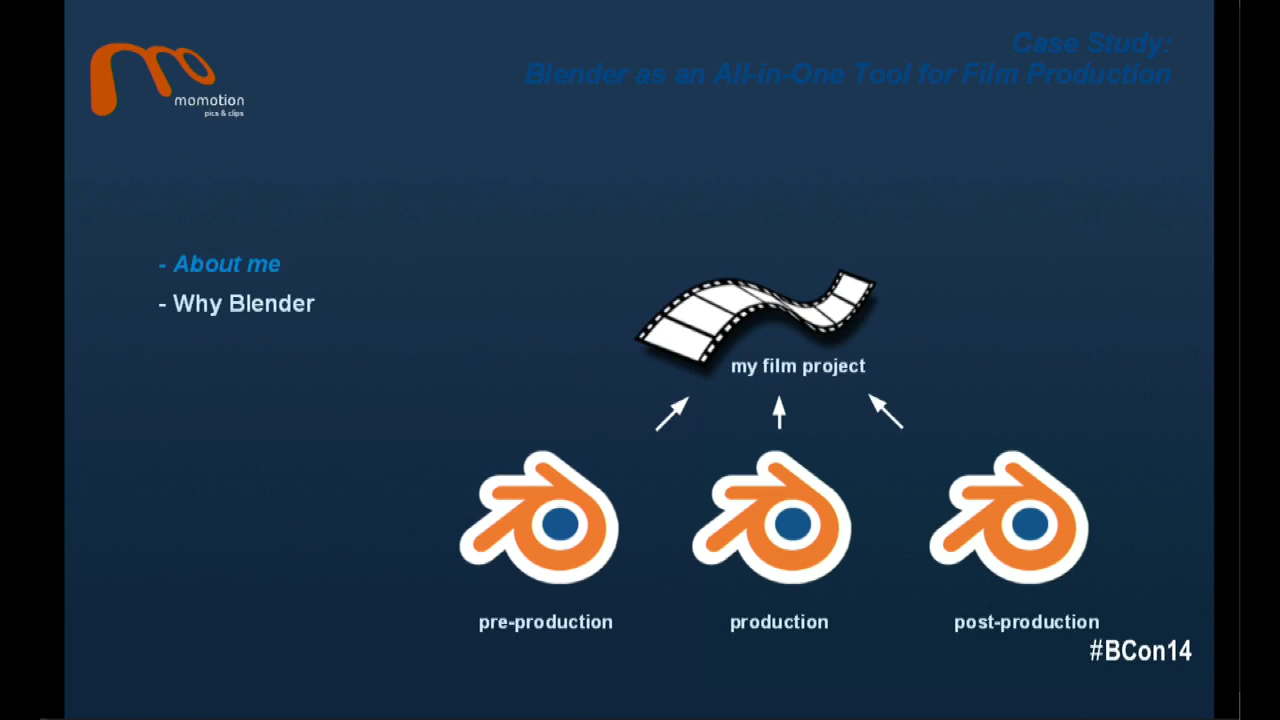 Case Study:
Blender as an All-in-One Tool for Film Production
momotion
pics & clips
- About me
- Why Blender
my film project
pre-production
production
post-production
#BCon14